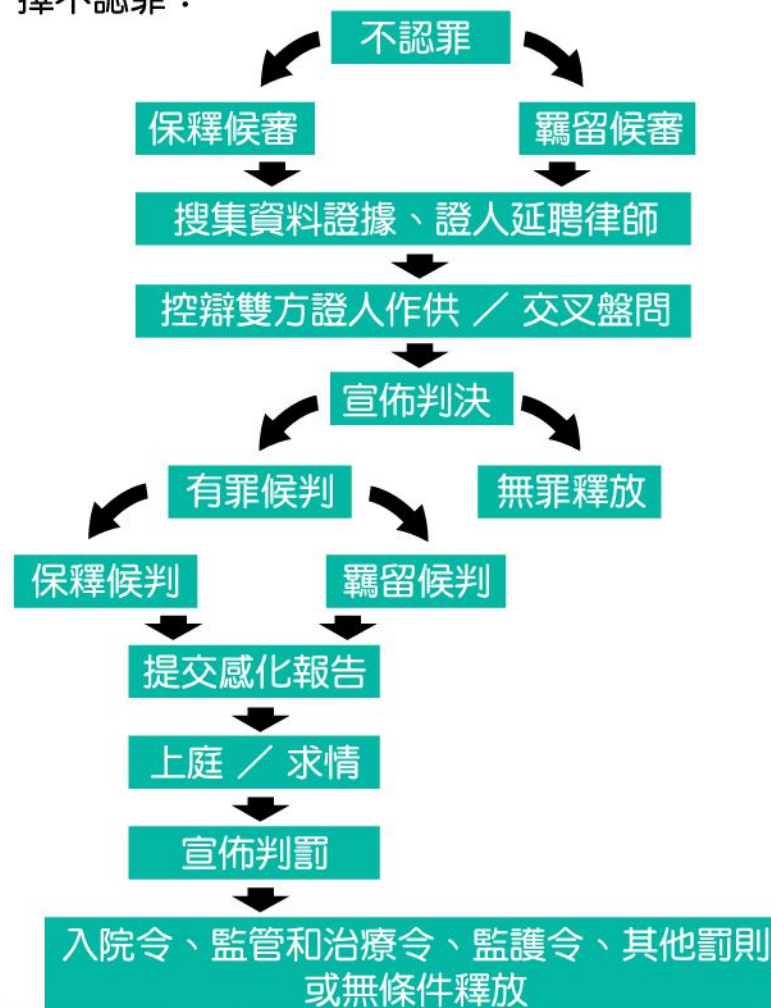 擇不認罪：
不認罪
保釋候審
羈留候審
搜集資料證據、證人延聘律師
控辯雙方證人作供 ／ 交叉盤問
宣佈判決
有罪候判
無罪釋放
保釋候判
羈留候判
提交感化報告
上庭 ／ 求情
宣佈判罰
入院令、監管和治療令、監護令、其他罰則
或無條件釋放